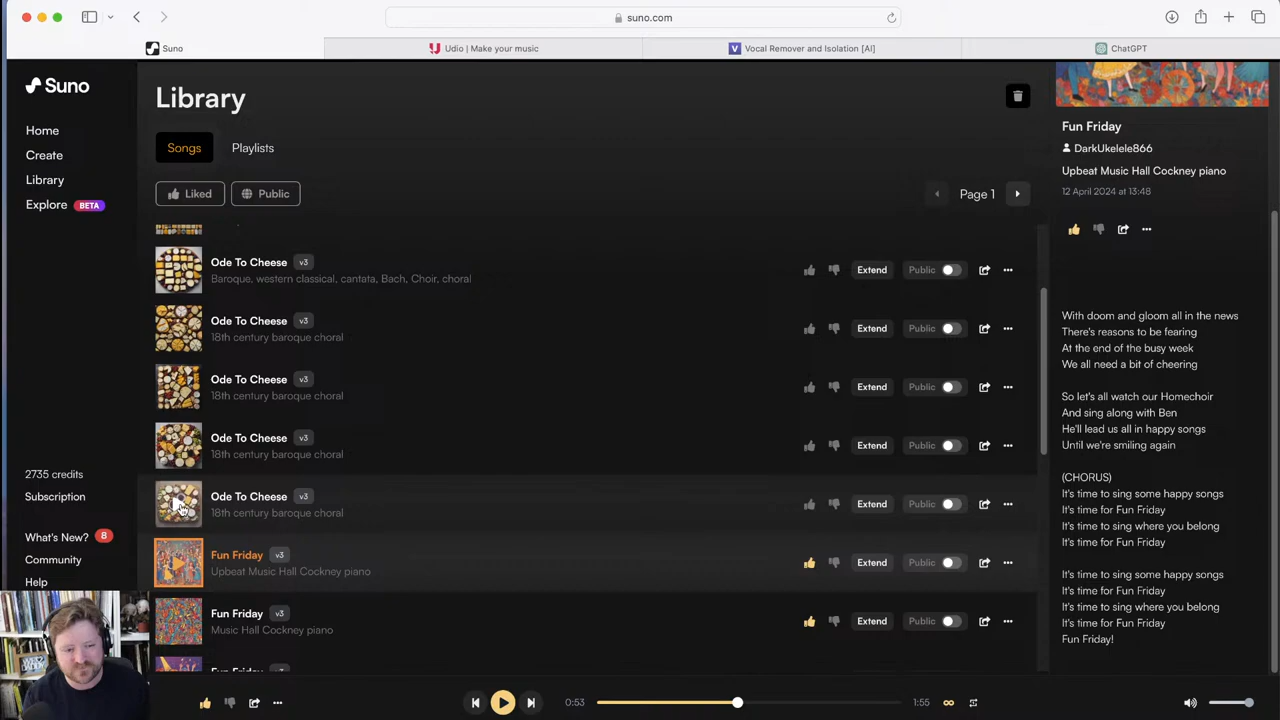 suno.com
Suno
Udio | Make your music
Vocal Remover and Isolation [AI]
ChatGPT
Suno
Home
Create
Library
Explore BETA
2735 credits
Subscription
What's New? 8
Community
Help
Library
Songs
Playlists
Liked
Public
Page 1
Ode To Cheese v3
Baroque, western classical, cantata, Bach, Choir, choral
Extend
Public
Ode To Cheese v3
18th century baroque choral
Extend
Public
Ode To Cheese v3
18th century baroque choral
Extend
Public
Ode To Cheese v3
18th century baroque choral
Extend
Public
Ode To Cheese v3
18th century baroque choral
Extend
Public
Fun Friday v3
Upbeat Music Hall Cockney piano
Extend
Public
Fun Friday v3
Music Hall Cockney piano
Extend
Public
Fun Friday
DarkUkelele866
Upbeat Music Hall Cockney piano
12 April 2024 at 13:48
With doom and gloom all in the news
There's reasons to be fearing
At the end of the busy week
We all need a bit of cheering
So let's all watch our Homechoir
And sing along with Ben
He'll lead us all in happy songs
Until we're smiling again
(CHORUS)
It's time to sing some happy songs
It's time for Fun Friday
It's time to sing where you belong
It's time for Fun Friday
It's time to sing some happy songs
It's time for Fun Friday
It's time to sing where you belong
It's time for Fun Friday
Fun Friday!
0:53
1:55